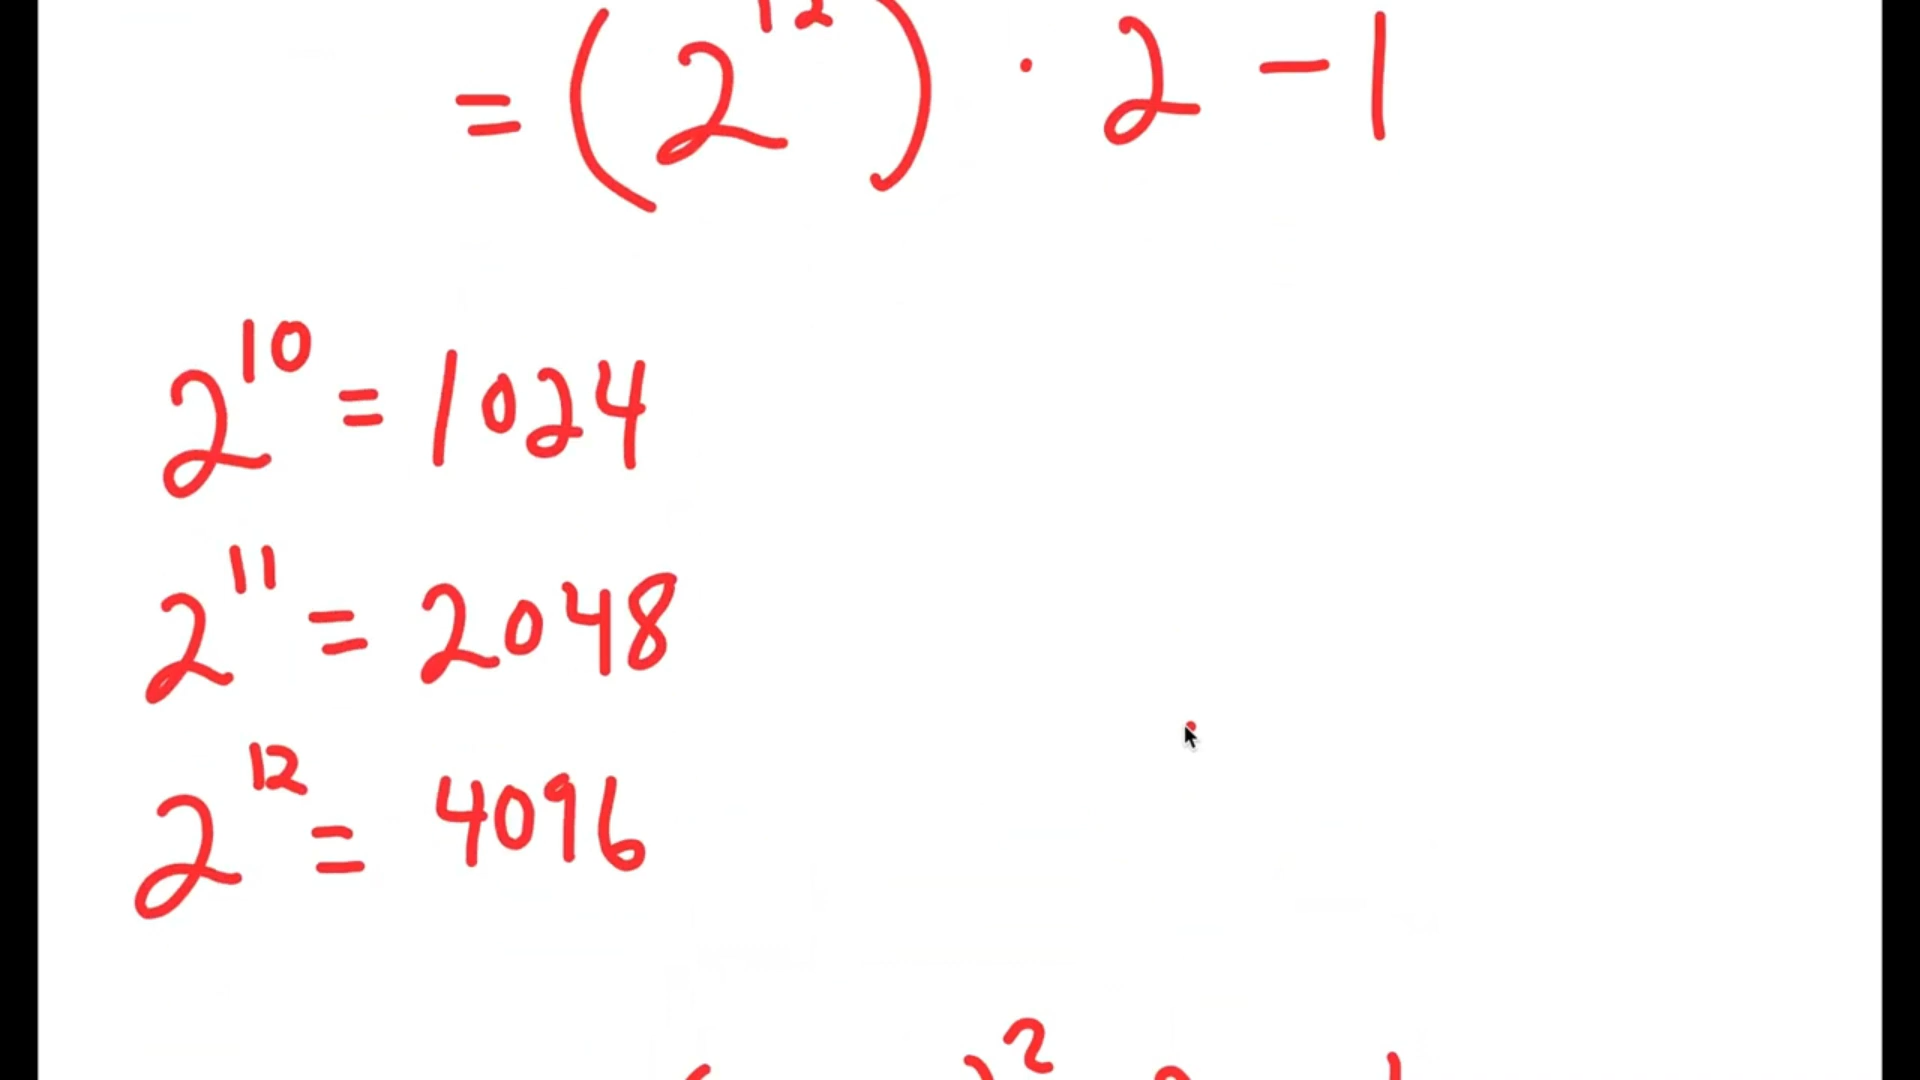 = (2^12) · 2 - 1
2^10 = 1024
2^11 = 2048
2^12 = 4096